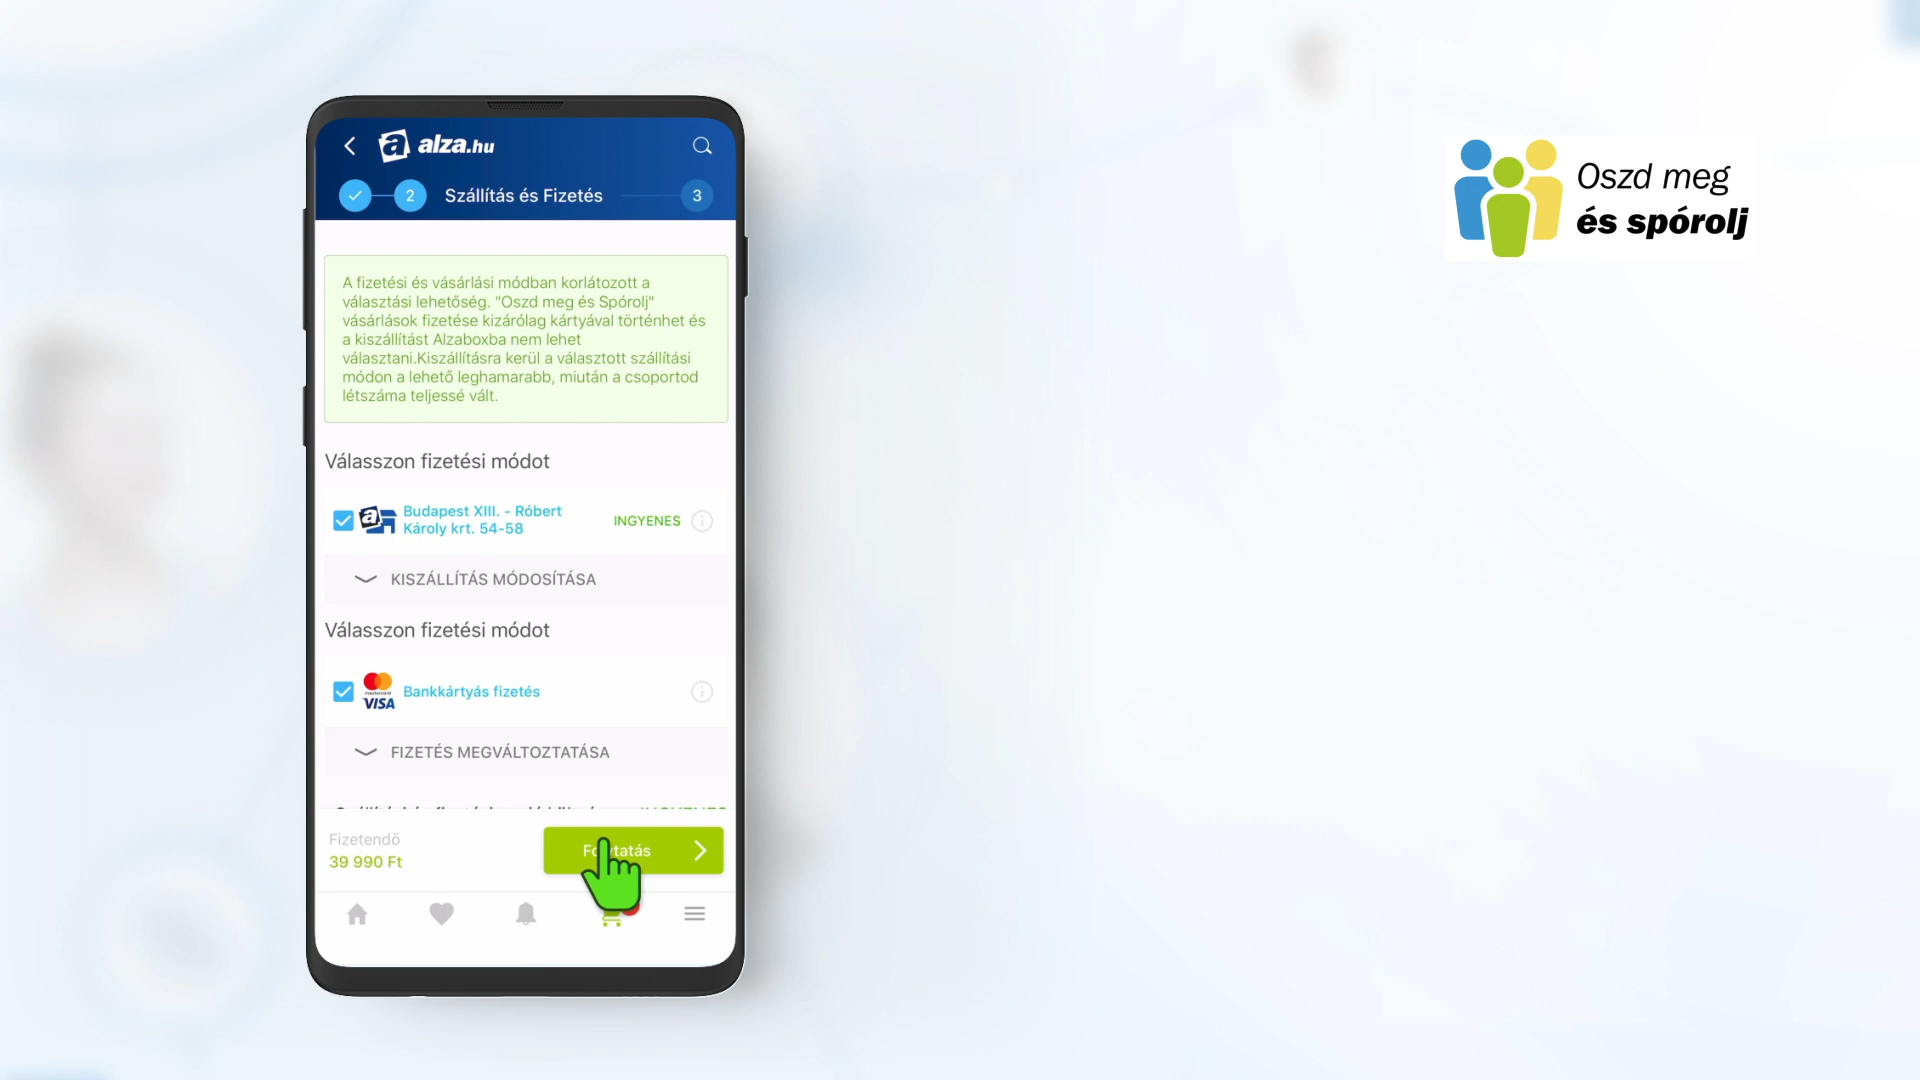 alza.hu
2
Szállítás és Fizetés
3
A fizetési és vásárlási módban korlátozott a
választási lehetőség. "Oszd meg és Spórolj"
vásárlások fizetése kizárólag kártyával történhet és
a kiszállítást Alzaboxba nem lehet
választani.Kiszállításra kerül a választott szállítási
módon a lehető leghamarabb, miután a csoportod
létszáma teljessé vált.
Válasszon fizetési módot
Budapest XIII. - Róbert
Károly krt. 54-58
INGYENES
KISZÁLLÍTÁS MÓDOSÍTÁSA
Válasszon fizetési módot
mastercard
VISA
Bankkártyás fizetés
FIZETÉS MEGVÁLTOZTATÁSA
Fizetendő
39 990 Ft
Oszd meg
és spórolj